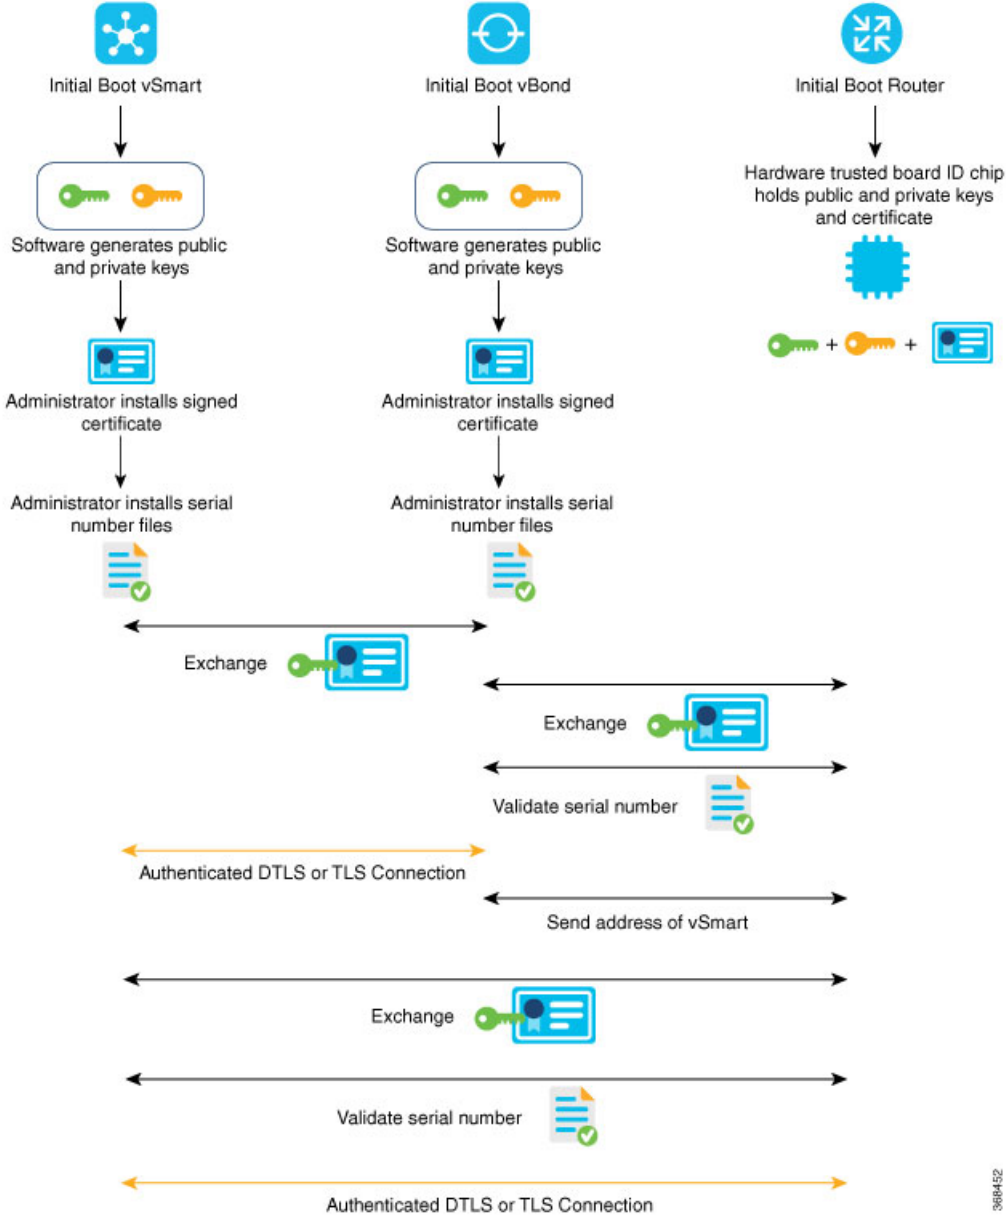 Initial Boot vSmart
Initial Boot vBond
Initial Boot Router
Hardware trusted board ID chip
holds public and private keys
and certificate
Software generates public
and private keys
Software generates public
and private keys
+
+
Administrator installs signed
certificate
Administrator installs signed
certificate
Administrator installs serial
number files
Administrator installs serial
number files
Exchange
Exchange
Validate serial number
Authenticated DTLS or TLS Connection
Send address of vSmart
Exchange
Validate serial number
Authenticated DTLS or TLS Connection
368452